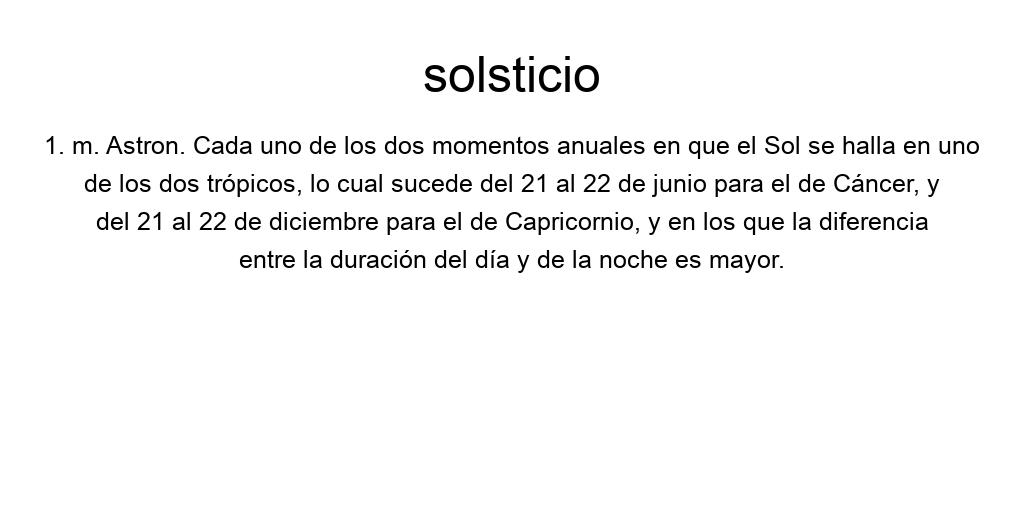 solsticio
1. m. Astron. Cada uno de los dos momentos anuales en que el Sol se halla en uno
de los dos trópicos, lo cual sucede del 21 al 22 de junio para el de Cáncer, y
del 21 al 22 de diciembre para el de Capricornio, y en los que la diferencia
entre la duración del día y de la noche es mayor.